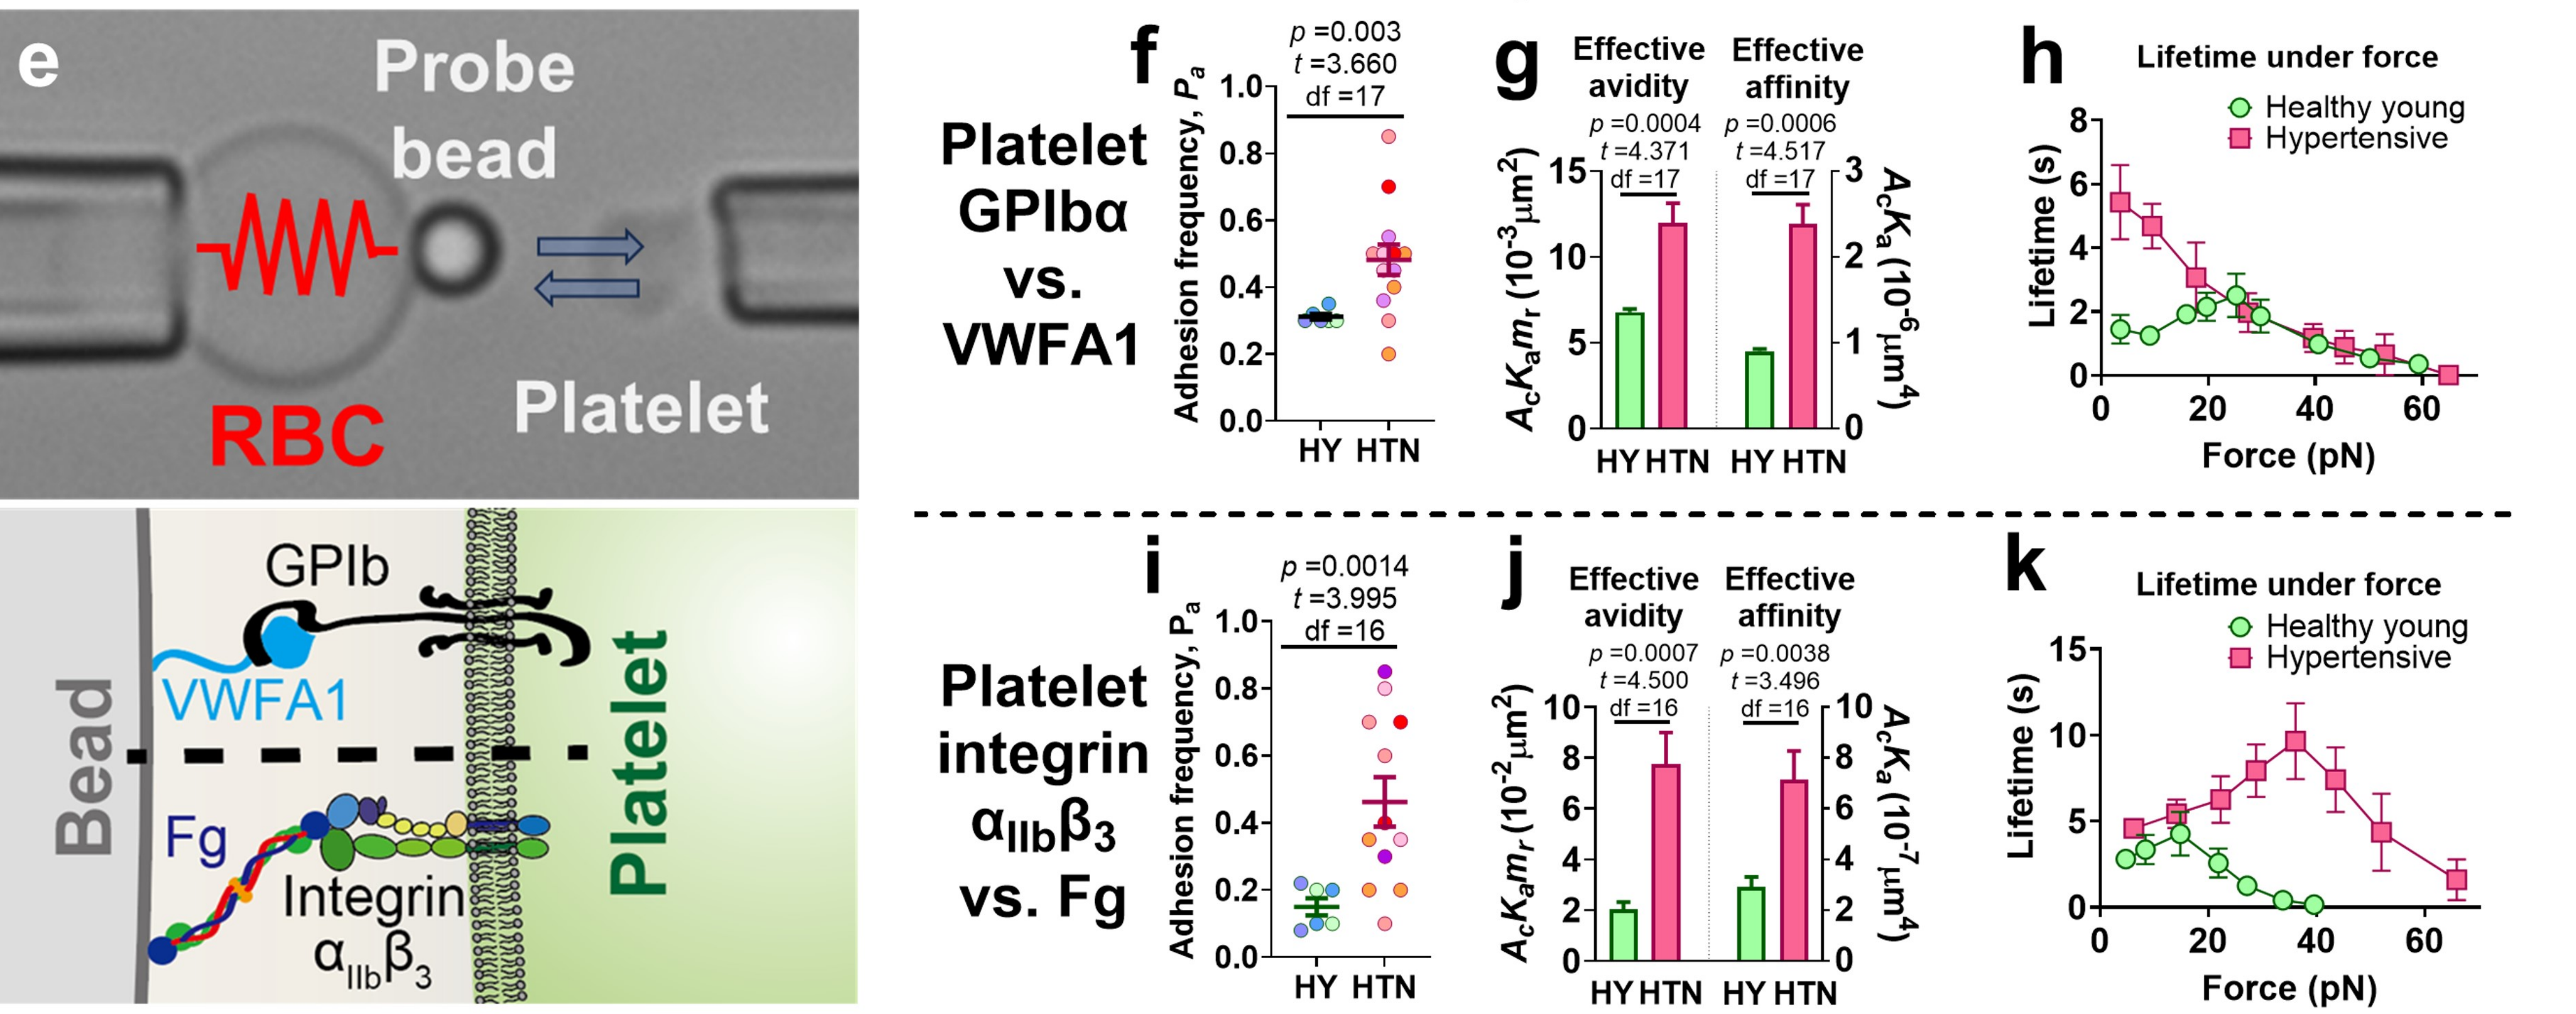 e
Probe
bead
RBC
Platelet
GPIb
VWFA1
Bead
Platelet
Fg
Integrin
αIIbβ3
Platelet
GPIbα
vs.
VWFA1
f
p =0.003
t =3.660
df =17
Adhesion frequency, Pa
1.0
0.8
0.6
0.4
0.2
0.0
HY HTN
g
Effective
avidity
p =0.0004
t =4.371
df =17
Effective
affinity
p =0.0006
t =4.517
df =17
AcKamr (10-3μm2)
15
10
5
0
3
2
1
0
AcKa (10-6μm4)
HY HTN HY HTN
h
Lifetime under force
Healthy young
Hypertensive
Lifetime (s)
8
6
4
2
0
0 20 40 60
Force (pN)
Platelet
integrin
αIIbβ3
vs. Fg
i
p =0.0014
t =3.995
df =16
Adhesion frequency, Pa
1.0
0.8
0.6
0.4
0.2
0.0
HY HTN
j
Effective
avidity
p =0.0007
t =4.500
df =16
Effective
affinity
p =0.0038
t =3.496
df =16
AcKamr (10-2μm2)
10
8
6
4
2
0
10
8
6
4
2
0
AcKa (10-7μm4)
HY HTN HY HTN
k
Lifetime under force
Healthy young
Hypertensive
Lifetime (s)
15
10
5
0
0 20 40 60
Force (pN)